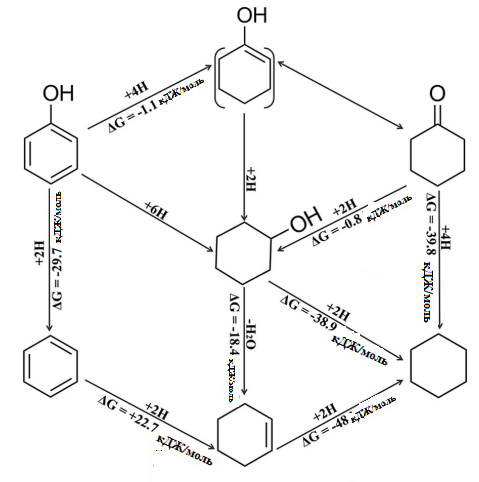 OH
O
OH
+4H
ΔG = -1.1 кДЖ/моль
+2H
+2H
ΔG = -0.8 кДЖ/моль
+6H
OH
+2H
ΔG = -29.7 кДЖ/моль
+4H
ΔG = -39.8 кДЖ/моль
-H2O
ΔG = -18.4 кДЖ/моль
+2H
ΔG = -38.9 кДЖ/моль
+2H
ΔG = +22.7 кДЖ/моль
+2H
ΔG = -48 кДЖ/моль